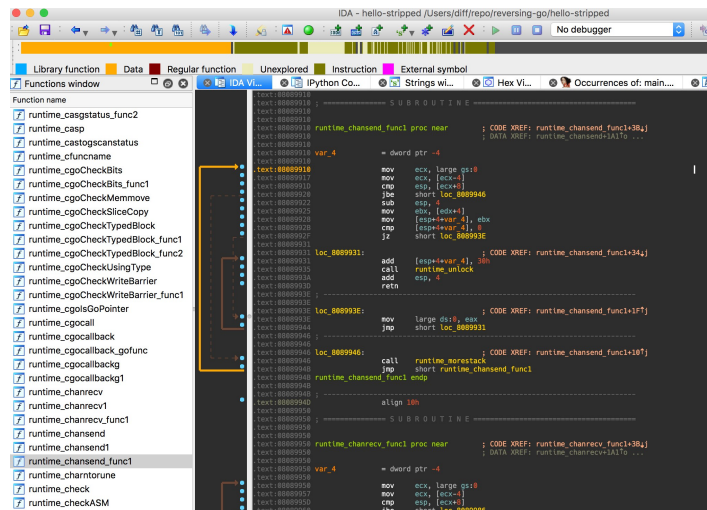 IDA - hello-stripped /Users/diff/repo/reversing-go/hello-stripped
No debugger
Library function Data Regular function Unexplored Instruction External symbol
Functions window
IDA Vi... IPython Co... Strings wi... Hex Vi... Occurrences of: main....
Function name
runtime_casgstatus_func2
runtime_casp
runtime_castogscanstatus
runtime_cfuncname
runtime_cgoCheckBits
runtime_cgoCheckBits_func1
runtime_cgoCheckMemmove
runtime_cgoCheckSliceCopy
runtime_cgoCheckTypedBlock
runtime_cgoCheckTypedBlock_func1
runtime_cgoCheckTypedBlock_func2
runtime_cgoCheckUsingType
runtime_cgoCheckWriteBarrier
runtime_cgoCheckWriteBarrier_func1
runtime_cgoIsGoPointer
runtime_cgocall
runtime_cgocallback
runtime_cgocallback_gofunc
runtime_cgocallbackg
runtime_cgocallbackg1
runtime_chanrecv
runtime_chanrecv1
runtime_chanrecv_func1
runtime_chansend
runtime_chansend1
runtime_chansend_func1
runtime_charntorune
runtime_check
runtime_checkASM
.text:08089910
.text:08089910 ; =============== S U B R O U T I N E =======================================
.text:08089910
.text:08089910
.text:08089910 runtime_chansend_func1 proc near ; CODE XREF: runtime_chansend_func1+3B↓j
.text:08089910 ; DATA XREF: runtime_chansend+1A1↑o ...
.text:08089910
.text:08089910 var_4 = dword ptr -4
.text:08089910
.text:08089910 mov ecx, large gs:0
.text:08089917 mov ecx, [ecx-4]
.text:0808991D cmp esp, [ecx+8]
.text:08089920 jbe short loc_8089946
.text:08089922 sub esp, 4
.text:08089925 mov ebx, [edx+4]
.text:08089928 mov [esp+4+var_4], ebx
.text:0808992B cmp [esp+4+var_4], 0
.text:0808992F jz short loc_808993E
.text:08089931
.text:08089931 loc_8089931: ; CODE XREF: runtime_chansend_func1+34↓j
.text:08089931 add [esp+4+var_4], 30h
.text:08089935 call runtime_unlock
.text:0808993A add esp, 4
.text:0808993D retn
.text:0808993E ; ---------------------------------------------------------------------------
.text:0808993E
.text:0808993E loc_808993E: ; CODE XREF: runtime_chansend_func1+1F↑j
.text:0808993E mov large ds:0, eax
.text:08089944 jmp short loc_8089931
.text:08089946 ; ---------------------------------------------------------------------------
.text:08089946
.text:08089946 loc_8089946: ; CODE XREF: runtime_chansend_func1+10↑j
.text:08089946 call runtime_morestack
.text:0808994B jmp short runtime_chansend_func1
.text:0808994B runtime_chansend_func1 endp
.text:0808994B
.text:0808994B ; ---------------------------------------------------------------------------
.text:0808994D align 10h
.text:08089950
.text:08089950 ; =============== S U B R O U T I N E =======================================
.text:08089950
.text:08089950
.text:08089950 runtime_chanrecv_func1 proc near ; CODE XREF: runtime_chanrecv_func1+3B↓j
.text:08089950 ; DATA XREF: runtime_chanrecv+1A1↑o ...
.text:08089950
.text:08089950 var_4 = dword ptr -4
.text:08089950
.text:08089950 mov ecx, large gs:0
.text:08089957 mov ecx, [ecx-4]
.text:0808995D cmp esp, [ecx+8]